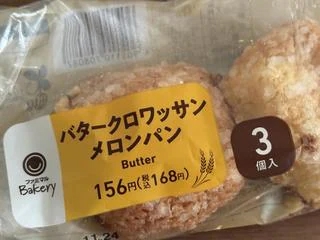 バタークロワッサン
メロンパン
Butter
156円(税込168円)
ファミマル
Bakery
3
個入
11.24